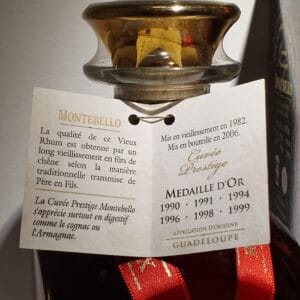 MONTEBELLO
La qualité de ce Vieux
Rhum est obtenue par un
long vieillissement en fûts de
chêne selon la manière
traditionnelle transmise de
Père en Fils.
La Cuvée Prestige Montebello
s'apprécie surtout en digestif
comme le cognac ou
l'Armagnac.
Mis en vieillissement en 1982.
Mis en bouteille en 2006.
Cuvée
Prestige
MEDAILLE D'OR
1990 • 1991 • 1994
1996 • 1998 • 1999
APPELLATION D'ORIGINE
GUADELOUPE